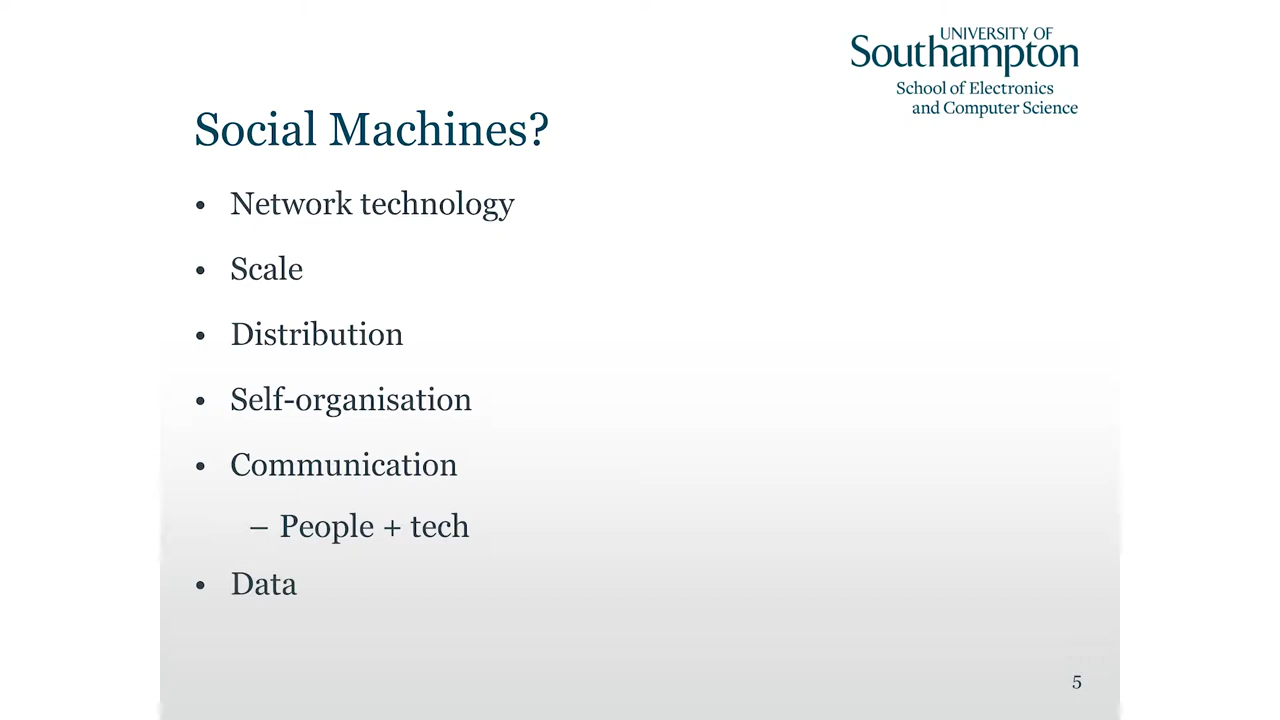 UNIVERSITY OF
Southampton
School of Electronics
and Computer Science
Social Machines?
• Network technology
• Scale
• Distribution
• Self-organisation
• Communication
– People + tech
• Data
5